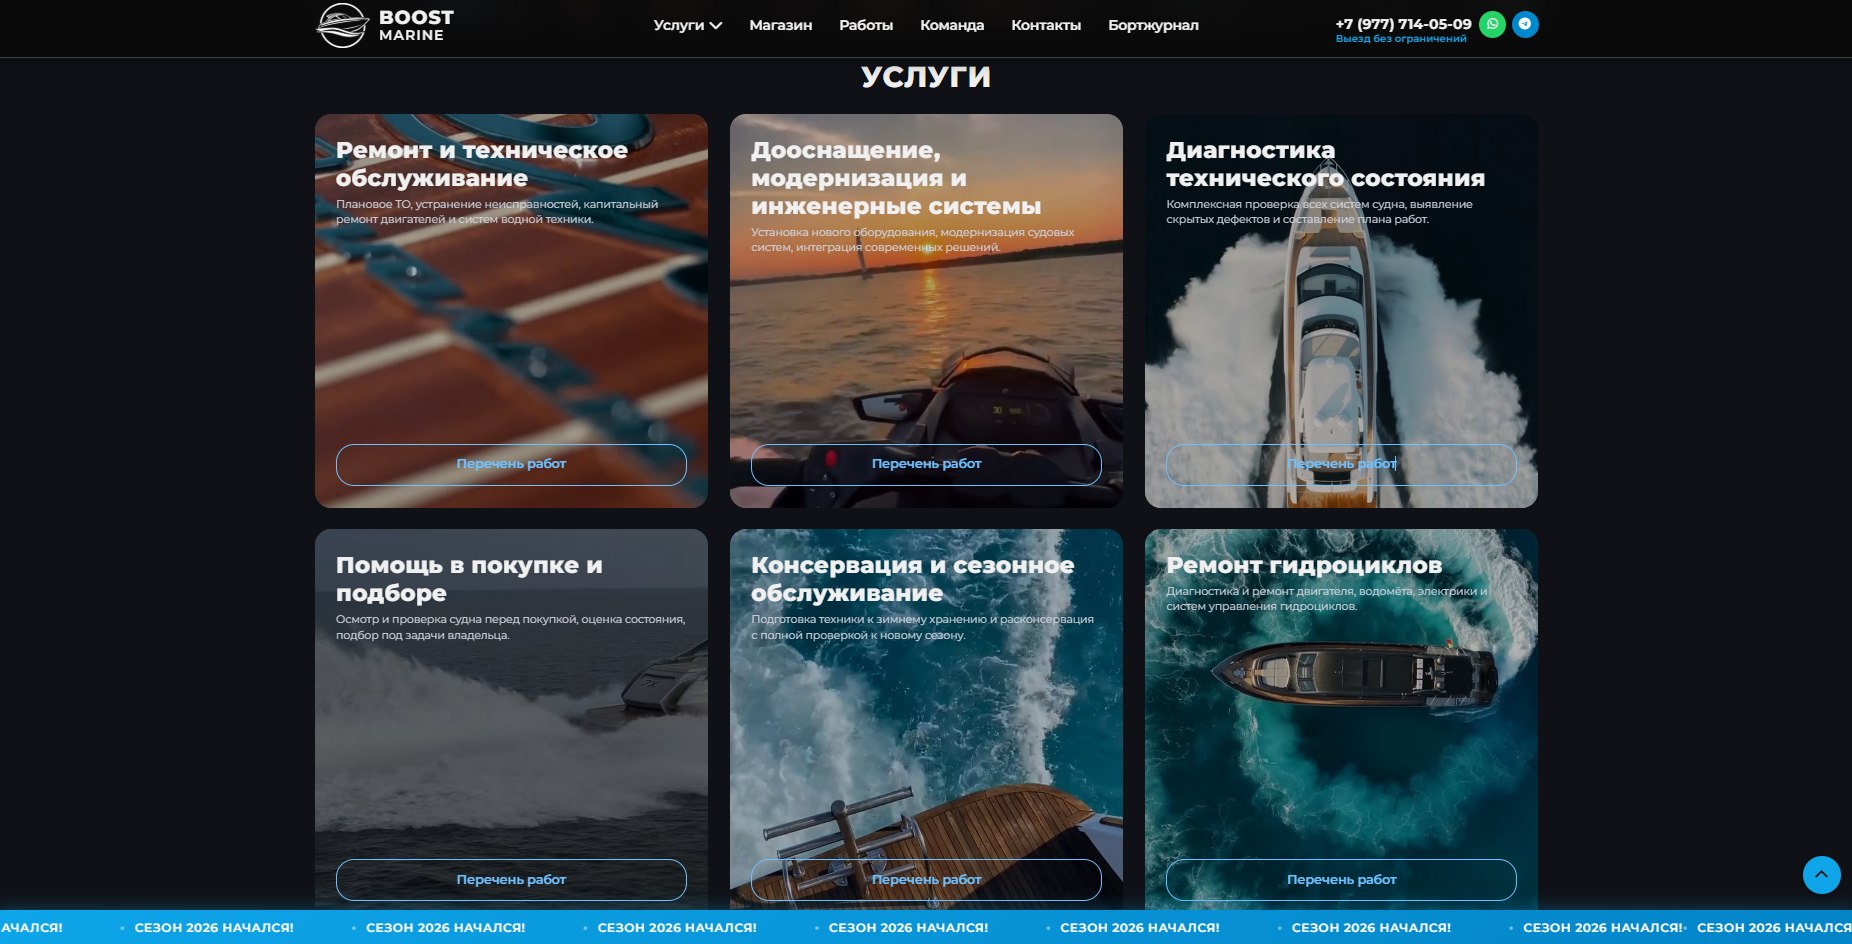 BOOST
MARINE
Услуги
Магазин
Работы
Команда
Контакты
Бортжурнал
+7 (977) 714-05-09
Выезд без ограничений
УСЛУГИ
Ремонт и техническое
обслуживание
Плановое ТО, устранение неисправностей, капитальный
ремонт двигателей и систем водной техники.
Перечень работ
Дооснащение,
модернизация и
инженерные системы
Установка нового оборудования, модернизация судовых
систем, интеграция современных решений.
Перечень работ
Диагностика
технического состояния
Комплексная проверка всех систем судна, выявление
скрытых дефектов и составление плана работ.
Перечень работ
Помощь в покупке и
подборе
Осмотр и проверка судна перед покупкой, оценка состояния,
подбор под задачи владельца.
Перечень работ
Консервация и сезонное
обслуживание
Подготовка техники к зимнему хранению и расконсервация
с полной проверкой к новому сезону.
Перечень работ
Ремонт гидроциклов
Диагностика и ремонт двигателя, водомёта, электрики и
систем управления гидроциклов.
Перечень работ
АЧАЛСЯ! • СЕЗОН 2026 НАЧАЛСЯ! • СЕЗОН 2026 НАЧАЛСЯ! • СЕЗОН 2026 НАЧАЛСЯ! • СЕЗОН 2026 НАЧАЛСЯ! • СЕЗОН 2026 НАЧАЛСЯ! • СЕЗОН 2026 НАЧАЛСЯ! • СЕЗОН 2026 НАЧАЛСЯ! • СЕЗОН 2026 НАЧАЛСЯ